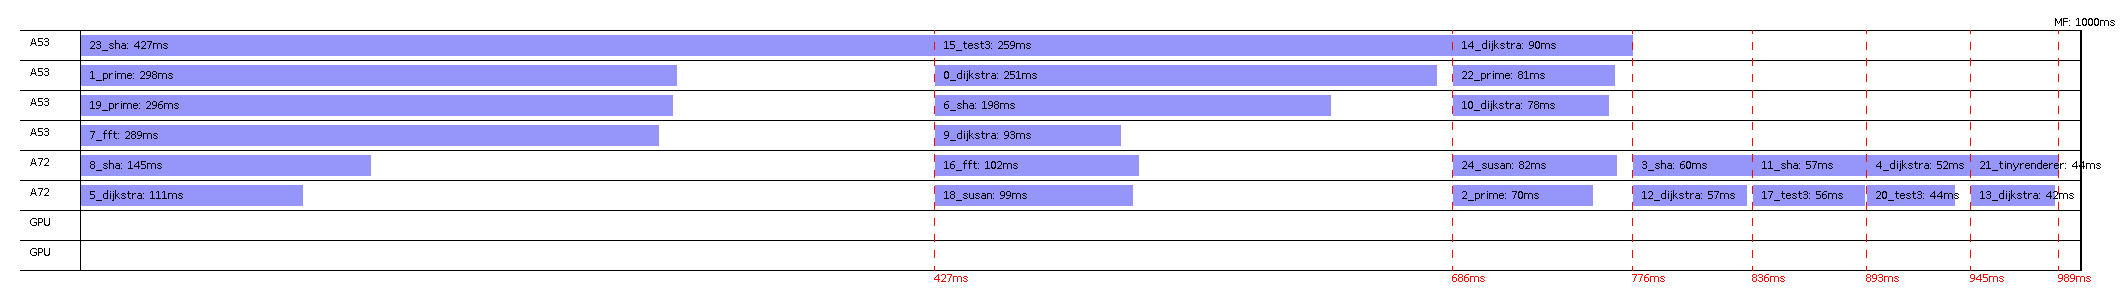 MF: 1000ms
A53 23_sha: 427ms 15_test3: 259ms 14_dijkstra: 90ms
A53 1_prime: 298ms 0_dijkstra: 251ms 22_prime: 81ms
A53 19_prime: 296ms 6_sha: 198ms 10_dijkstra: 78ms
A53 7_fft: 289ms 9_dijkstra: 93ms
A72 8_sha: 145ms 16_fft: 102ms 24_susan: 82ms 3_sha: 60ms 11_sha: 57ms 4_dijkstra: 52ms 21_tinyrenderer: 44ms
A72 5_dijkstra: 111ms 18_susan: 99ms 2_prime: 70ms 12_dijkstra: 57ms 17_test3: 56ms 20_test3: 44ms 13_dijkstra: 42ms
GPU
GPU
427ms 686ms 776ms 836ms 893ms 945ms 989ms